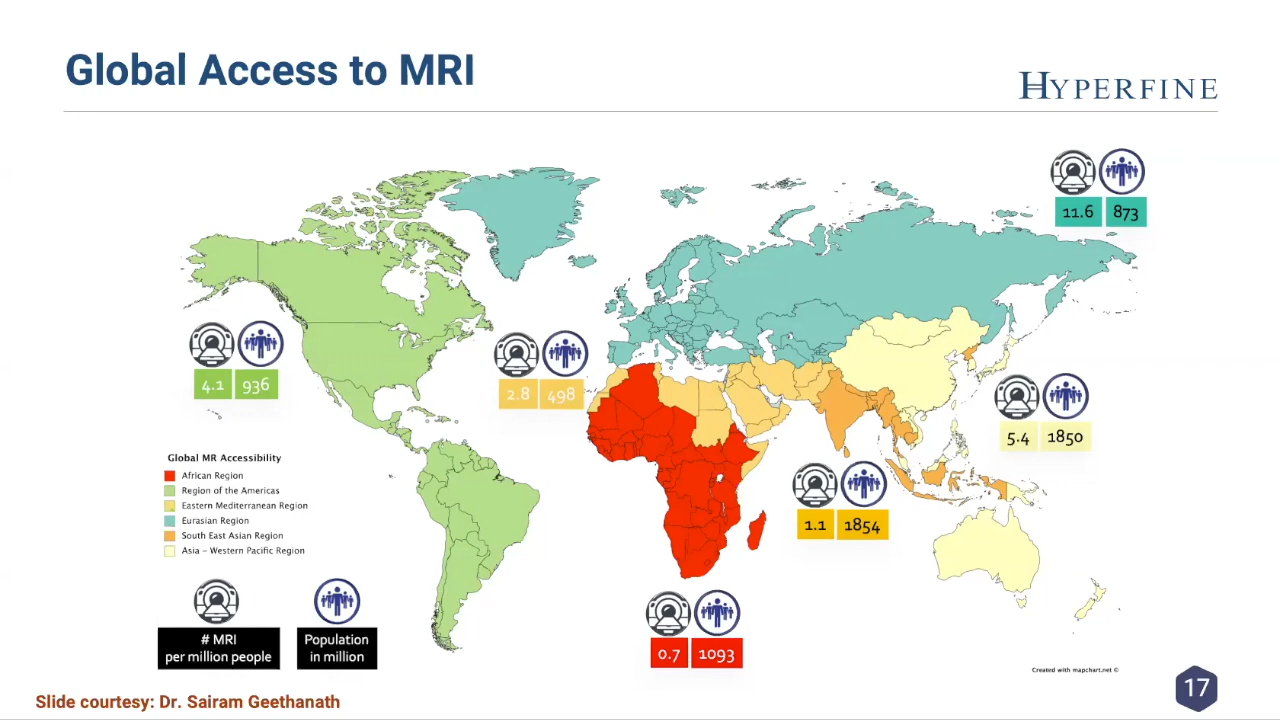 Global Access to MRI
HYPERFINE
11.6 873
4.1 936
2.8 498
5.4 1850
1.1 1854
Global MR Accessibility
African Region
Region of the Americas
Eastern Mediterranean Region
Eurasian Region
South East Asian Region
Asia – Western Pacific Region
# MRI
per million people
Population
in million
0.7 1093
Created with mapchart.net ©
Slide courtesy: Dr. Sairam Geethanath
17